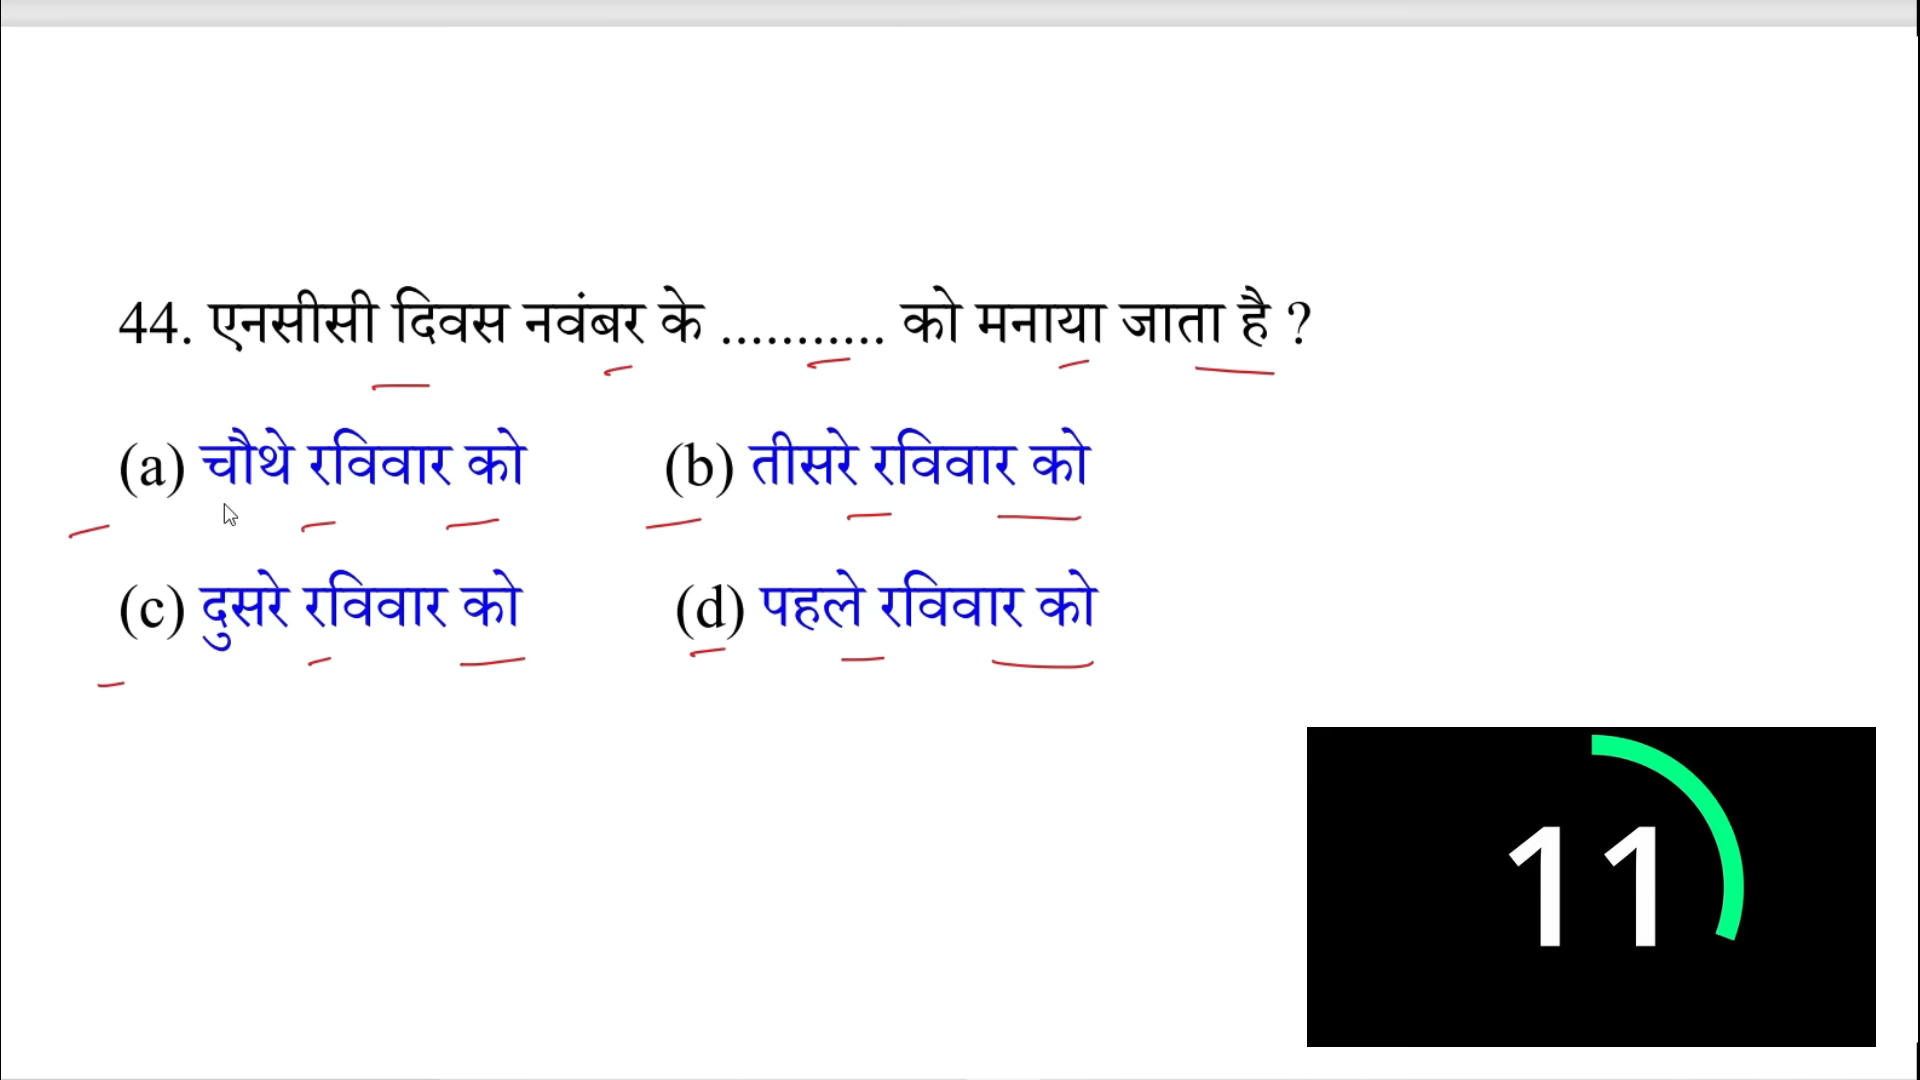 44. एनसीसी दिवस नवंबर के ........... को मनाया जाता है ?
(a) चौथे रविवार को (b) तीसरे रविवार को
(c) दुसरे रविवार को (d) पहले रविवार को
11